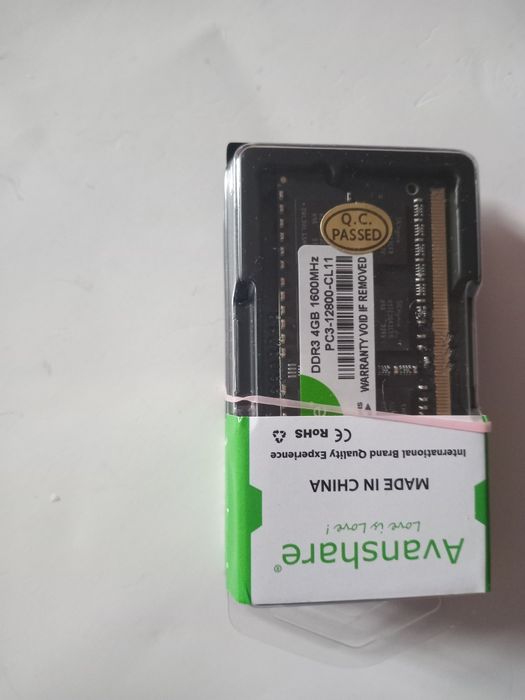 Q.C.
PASSED
DDR3 4GB 1600MHz
PC3-12800-CL11
WARRANTY VOID IF REMOVED
Avanshare®
Love is Love!
MADE IN CHINA
International Brand Quality Experience
CE RoHS